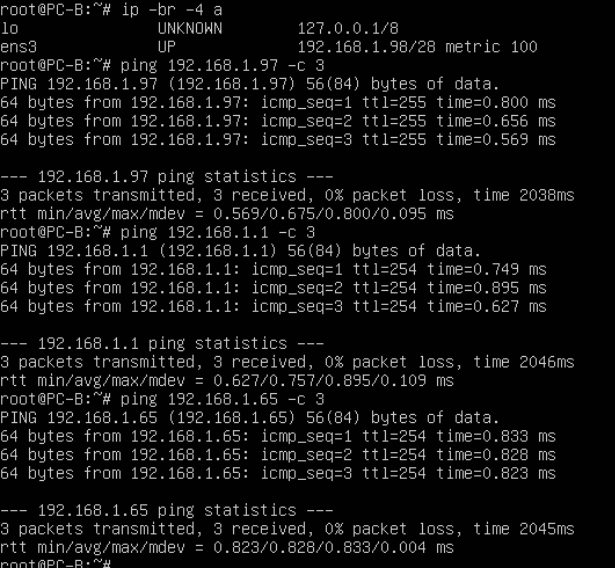 root@PC-B:~# ip -br -4 a
lo               UNKNOWN        127.0.0.1/8
ens3             UP             192.168.1.98/28 metric 100
root@PC-B:~# ping 192.168.1.97 -c 3
PING 192.168.1.97 (192.168.1.97) 56(84) bytes of data.
64 bytes from 192.168.1.97: icmp_seq=1 ttl=255 time=0.800 ms
64 bytes from 192.168.1.97: icmp_seq=2 ttl=255 time=0.656 ms
64 bytes from 192.168.1.97: icmp_seq=3 ttl=255 time=0.569 ms

--- 192.168.1.97 ping statistics ---
3 packets transmitted, 3 received, 0% packet loss, time 2038ms
rtt min/avg/max/mdev = 0.569/0.675/0.800/0.095 ms
root@PC-B:~# ping 192.168.1.1 -c 3
PING 192.168.1.1 (192.168.1.1) 56(84) bytes of data.
64 bytes from 192.168.1.1: icmp_seq=1 ttl=254 time=0.749 ms
64 bytes from 192.168.1.1: icmp_seq=2 ttl=254 time=0.895 ms
64 bytes from 192.168.1.1: icmp_seq=3 ttl=254 time=0.627 ms

--- 192.168.1.1 ping statistics ---
3 packets transmitted, 3 received, 0% packet loss, time 2046ms
rtt min/avg/max/mdev = 0.627/0.757/0.895/0.109 ms
root@PC-B:~# ping 192.168.1.65 -c 3
PING 192.168.1.65 (192.168.1.65) 56(84) bytes of data.
64 bytes from 192.168.1.65: icmp_seq=1 ttl=254 time=0.833 ms
64 bytes from 192.168.1.65: icmp_seq=2 ttl=254 time=0.828 ms
64 bytes from 192.168.1.65: icmp_seq=3 ttl=254 time=0.823 ms

--- 192.168.1.65 ping statistics ---
3 packets transmitted, 3 received, 0% packet loss, time 2045ms
rtt min/avg/max/mdev = 0.823/0.828/0.833/0.004 ms
root@PC-B:~#